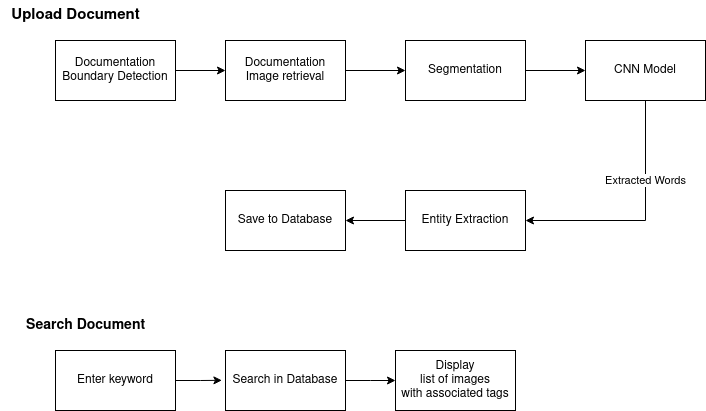 Upload Document
Documentation
Boundary Detection
Documentation
Image retrieval
Segmentation
CNN Model
Extracted Words
Save to Database
Entity Extraction
Search Document
Enter keyword
Search in Database
Display
list of images
with associated tags